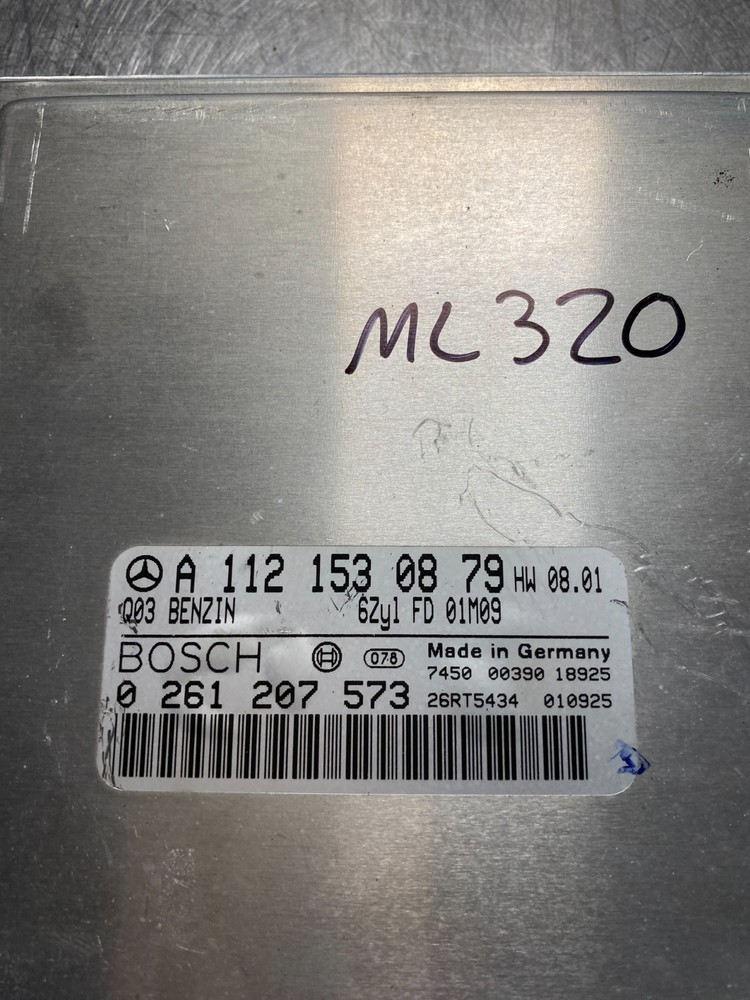 ML320
A 112 153 08 79 HW 08.01
Q03 BENZIN 6Zyl FD 01M09
BOSCH 078 Made in Germany
7450 00390 18925
0 261 207 573 26RT5434 010925